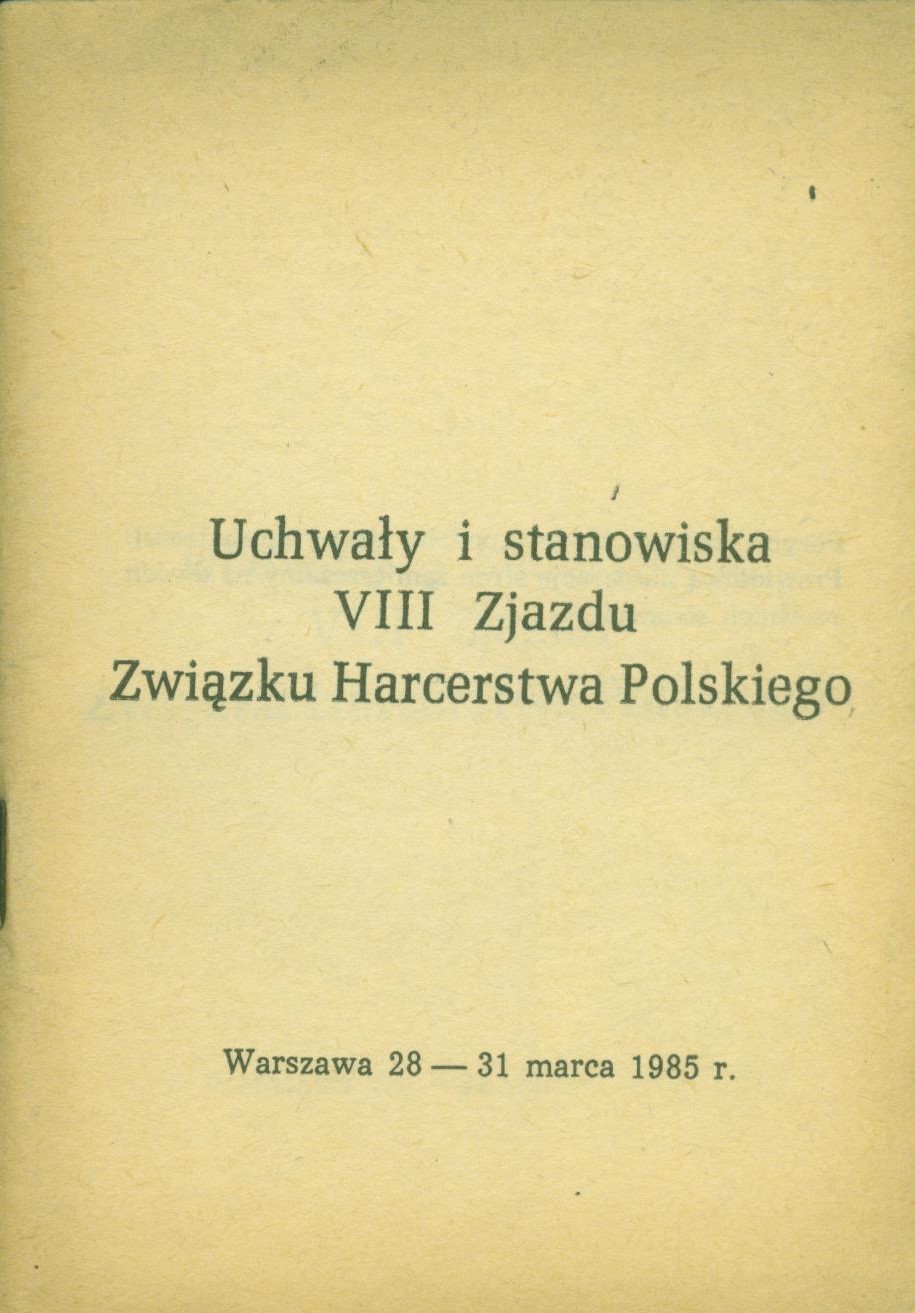 Uchwały i stanowiska
VIII Zjazdu
Związku Harcerstwa Polskiego
Warszawa 28 — 31 marca 1985 r.